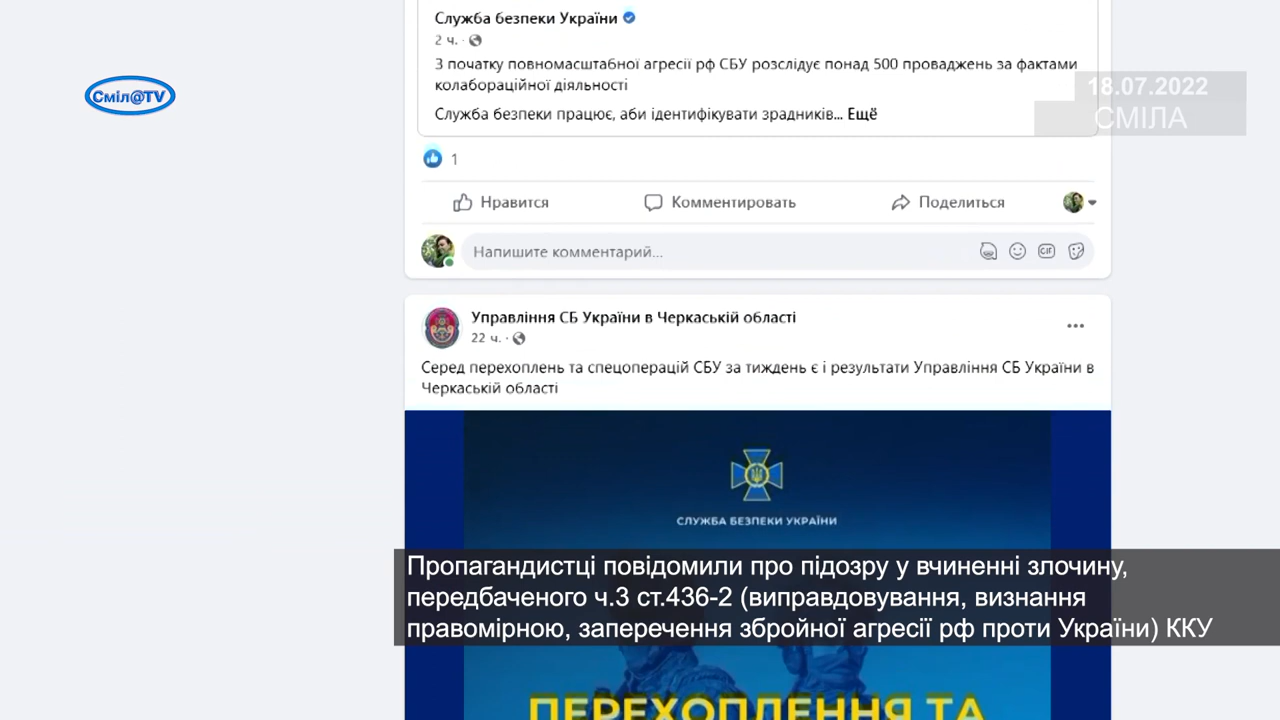 Служба безпеки України
2 ч. ·
З початку повномасштабної агресії рф СБУ розслідує понад 500 проваджень за фактами
колабораційної діяльності
Служба безпеки працює, аби ідентифікувати зрадників... Ещё
Сміл@TV
18.07.2022
СМІЛА
1
Нравится
Комментировать
Поделиться
Напишите комментарий...
GIF
Управління СБ України в Черкаській області
22 ч. ·
Серед перехоплень та спецоперацій СБУ за тиждень є і результати Управління СБ України в
Черкаській області
СЛУЖБА БЕЗПЕКИ УКРАЇНИ
Пропагандистці повідомили про підозру у вчиненні злочину,
передбаченого ч.3 ст.436-2 (виправдовування, визнання
правомірною, заперечення збройної агресії рф проти України) ККУ
ПЕРЕХОПЛЕННЯ ТА